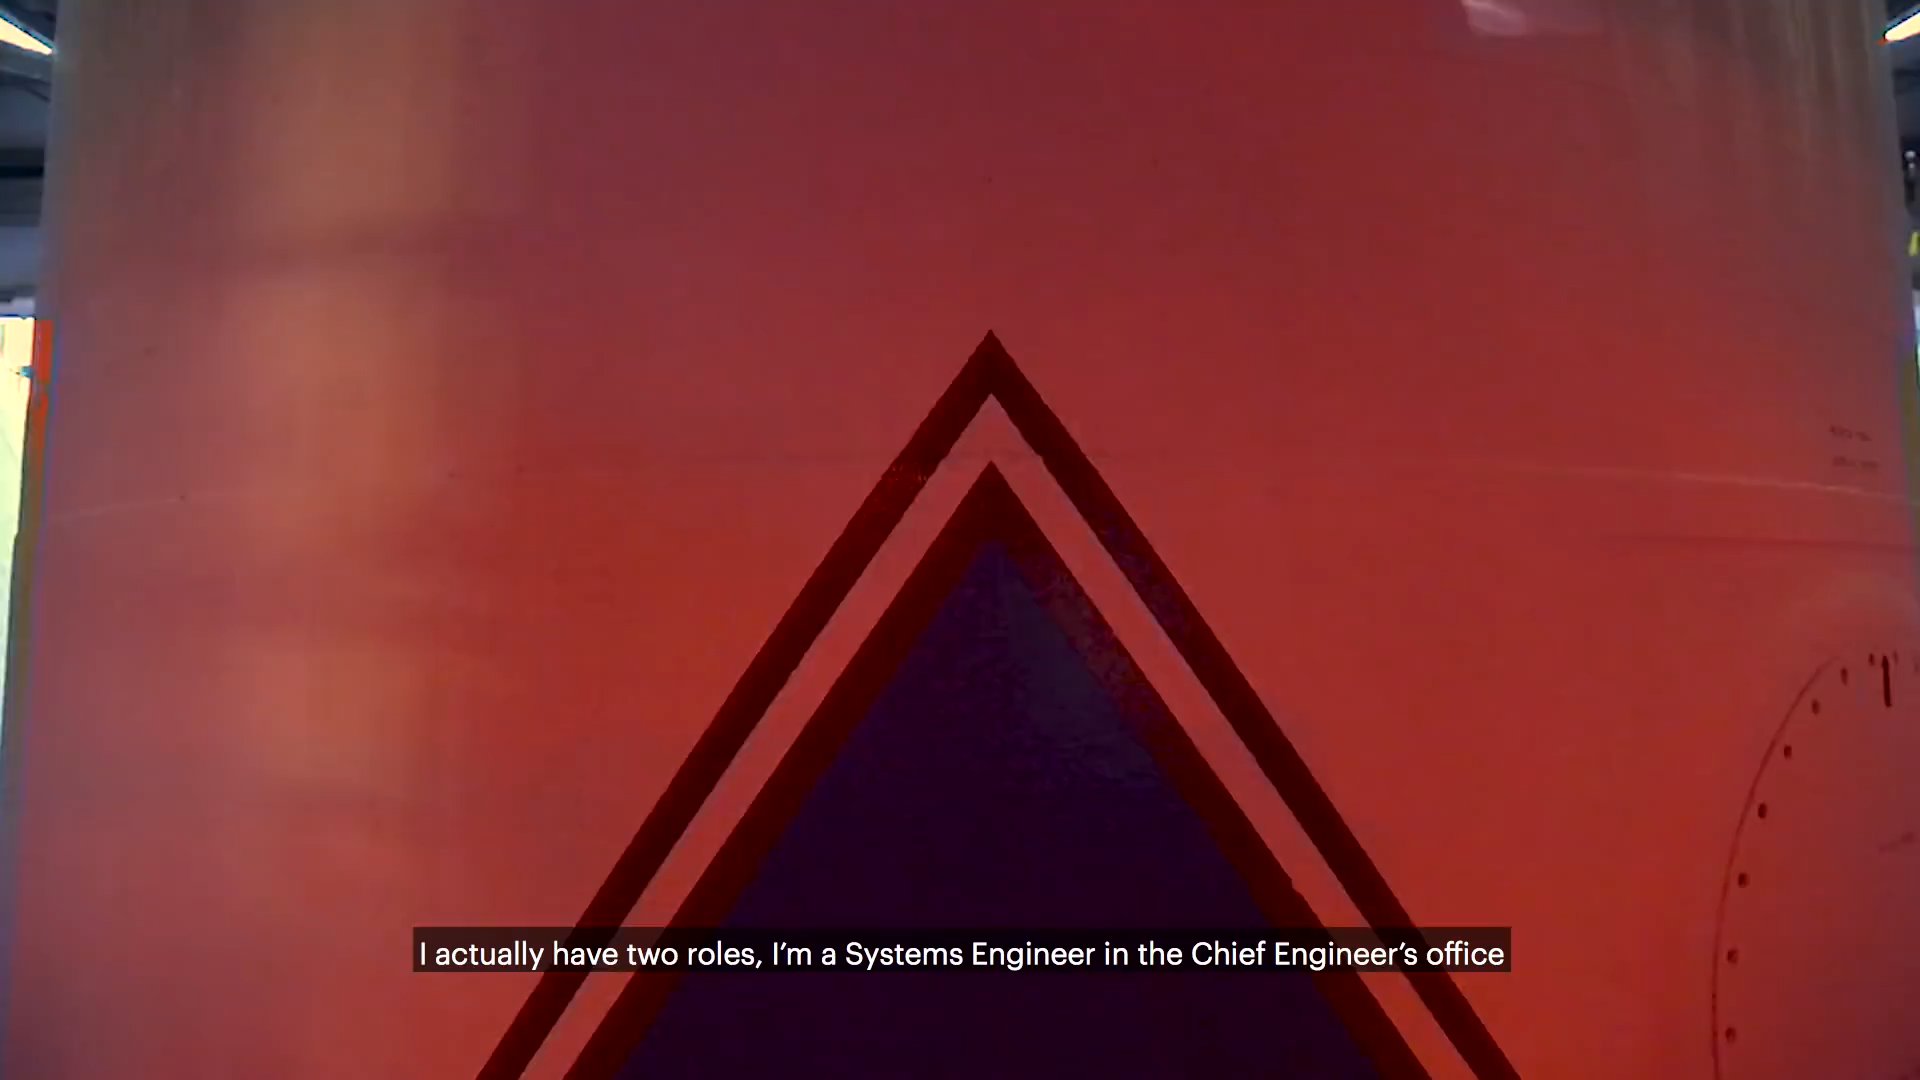 I actually have two roles, I’m a Systems Engineer in the Chief Engineer’s office